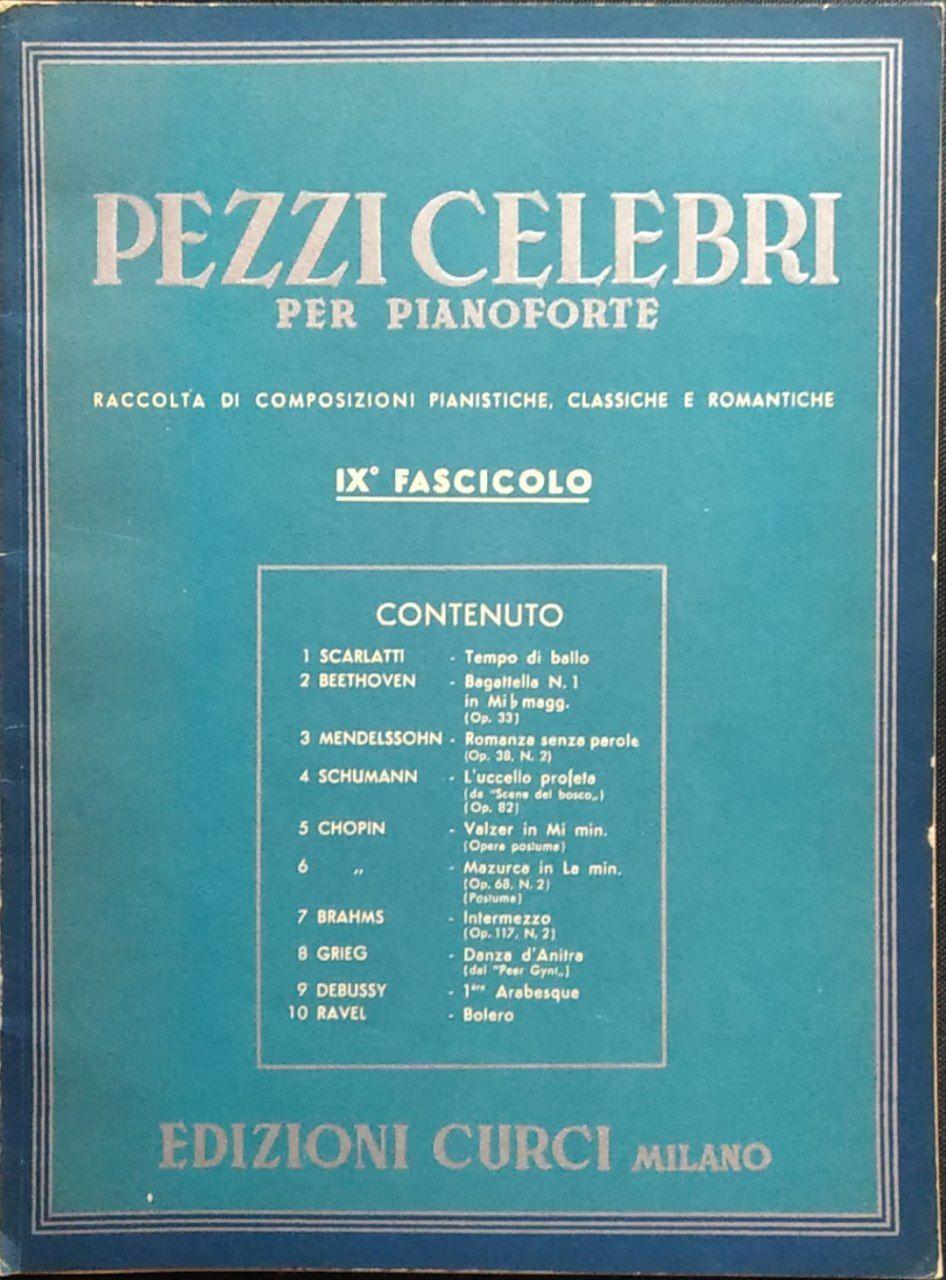 PEZZI CELEBRI
PER PIANOFORTE
RACCOLTA DI COMPOSIZIONI PIANISTICHE, CLASSICHE E ROMANTICHE
IX° FASCICOLO
CONTENUTO
1 SCARLATTI - Tempo di ballo
2 BEETHOVEN - Bagattella N. 1
in Mi♭ magg.
(Op. 33)
3 MENDELSSOHN - Romanza senza parole
(Op. 38, N. 2)
4 SCHUMANN - L'uccello profeta
(da "Scene del bosco„)
(Op. 82)
5 CHOPIN - Valzer in Mi min.
(Opera postuma)
6 „ - Mazurca in La min.
(Op. 68, N. 2)
(Postuma)
7 BRAHMS - Intermezzo
(Op. 117, N. 2)
8 GRIEG - Danza d'Anitra
(dal "Peer Gynt„)
9 DEBUSSY - 1ère Arabesque
10 RAVEL - Bolero
EDIZIONI CURCI MILANO